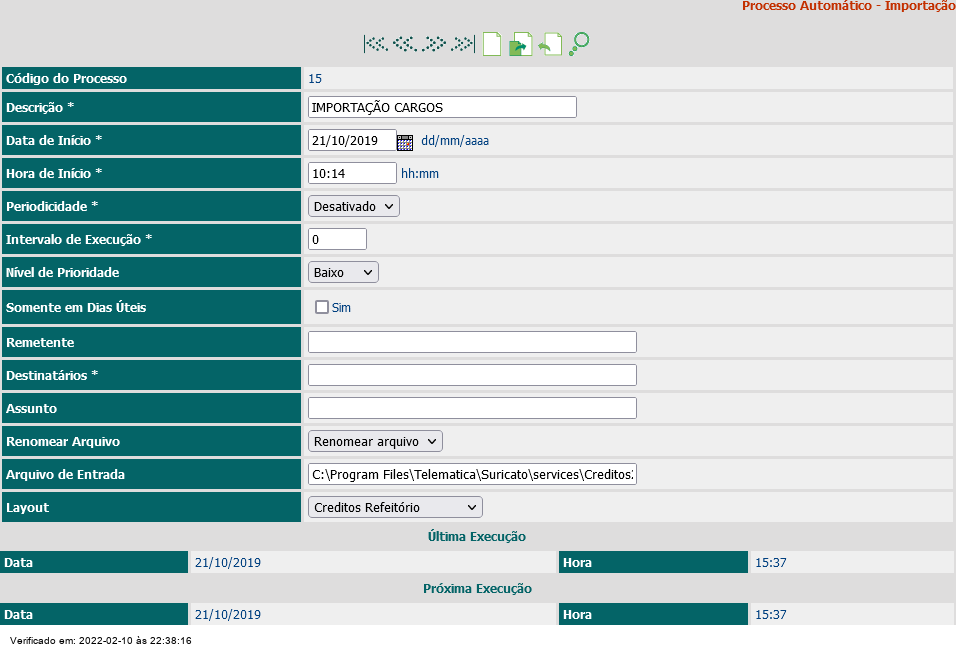 Processo Automático - Importação
Código do Processo 15
Descrição * IMPORTAÇÃO CARGOS
Data de Início * 21/10/2019 dd/mm/aaaa
Hora de Início * 10:14 hh:mm
Periodicidade * Desativado
Intervalo de Execução * 0
Nível de Prioridade Baixo
Somente em Dias Úteis Sim
Remetente
Destinatários *
Assunto
Renomear Arquivo Renomear arquivo
Arquivo de Entrada C:\Program Files\Telematica\Suricato\services\Creditos
Layout Creditos Refeitório
Última Execução
Data 21/10/2019 Hora 15:37
Próxima Execução
Data 21/10/2019 Hora 15:37
Verificado em: 2022-02-10 às 22:38:16